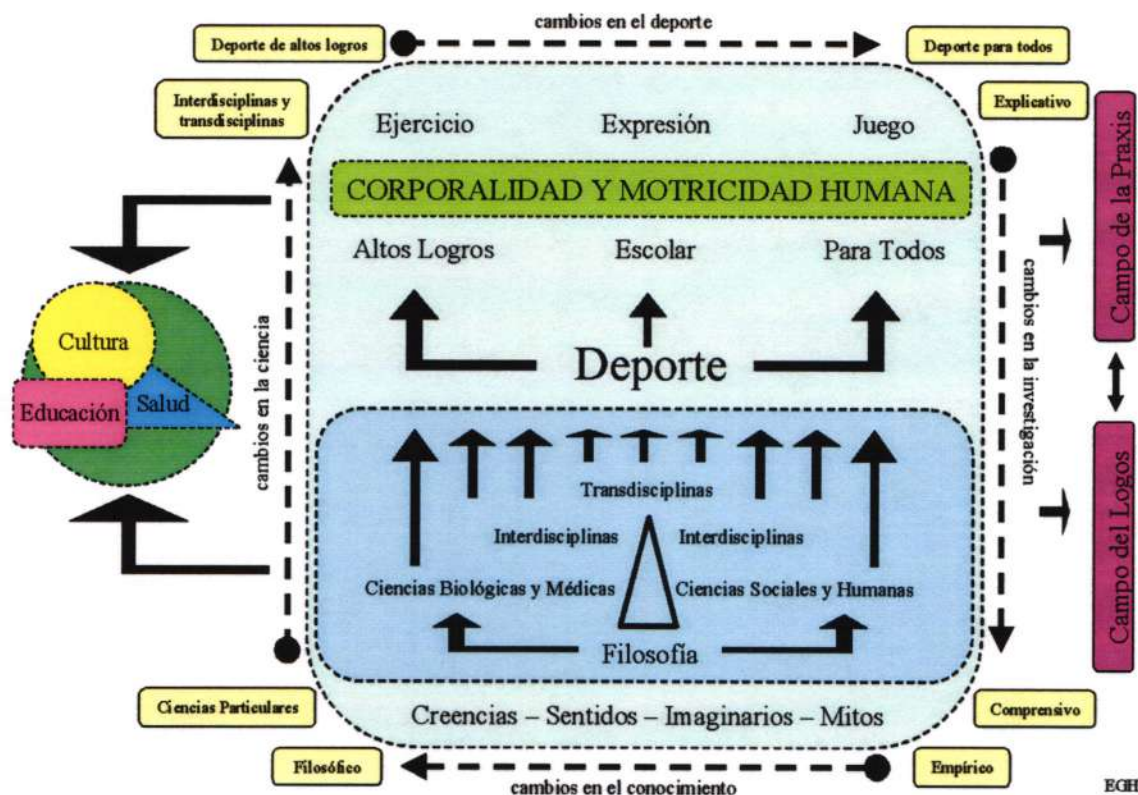 cambios en el deporte
Deporte de altos logros
Deporte para todos
Interdisciplinas y
transdisciplinas
Explicativo
Ejercicio Expresión Juego
CORPORALIDAD Y MOTRICIDAD HUMANA
Altos Logros Escolar Para Todos
Campo de la Praxis
cambios en la ciencia
cambios en la investigación
Cultura
Educación
Salud
Deporte
Transdisciplinas
Interdisciplinas Interdisciplinas
Ciencias Biológicas y Médicas Ciencias Sociales y Humanas
Campo del Logos
Filosofía
Ciencias Particulares
Creencias – Sentidos – Imaginarios – Mitos
Comprensivo
Filosófico
Empírico
cambios en el conocimiento
EGH